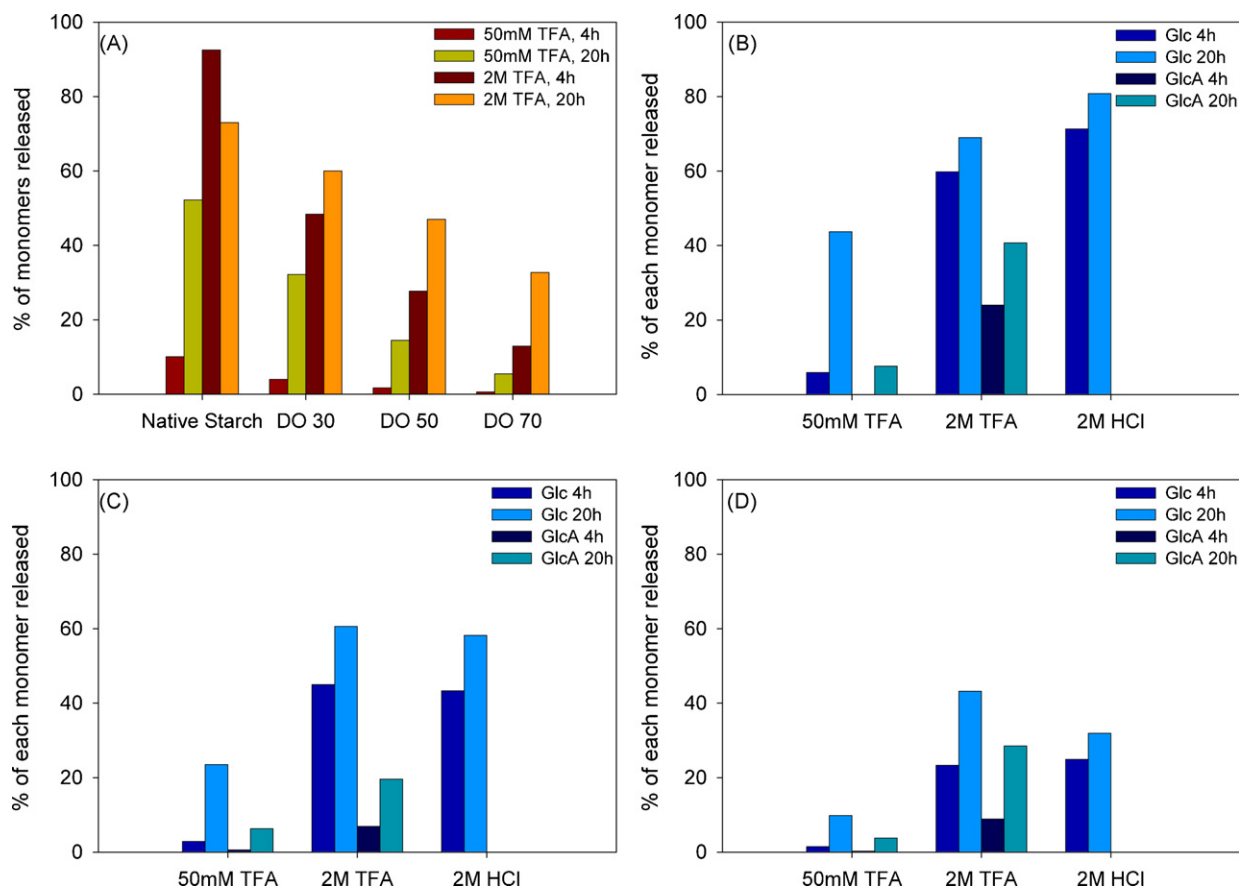 (A)
% of monomers released
100
80
60
40
20
0
50mM TFA, 4h
50mM TFA, 20h
2M TFA, 4h
2M TFA, 20h
Native Starch DO 30 DO 50 DO 70
(B)
% of each monomer released
100
80
60
40
20
0
Glc 4h
Glc 20h
GlcA 4h
GlcA 20h
50mM TFA 2M TFA 2M HCl
(C)
% of each monomer released
100
80
60
40
20
0
Glc 4h
Glc 20h
GlcA 4h
GlcA 20h
50mM TFA 2M TFA 2M HCl
(D)
% of each monomer released
100
80
60
40
20
0
Glc 4h
Glc 20h
GlcA 4h
GlcA 20h
50mM TFA 2M TFA 2M HCl